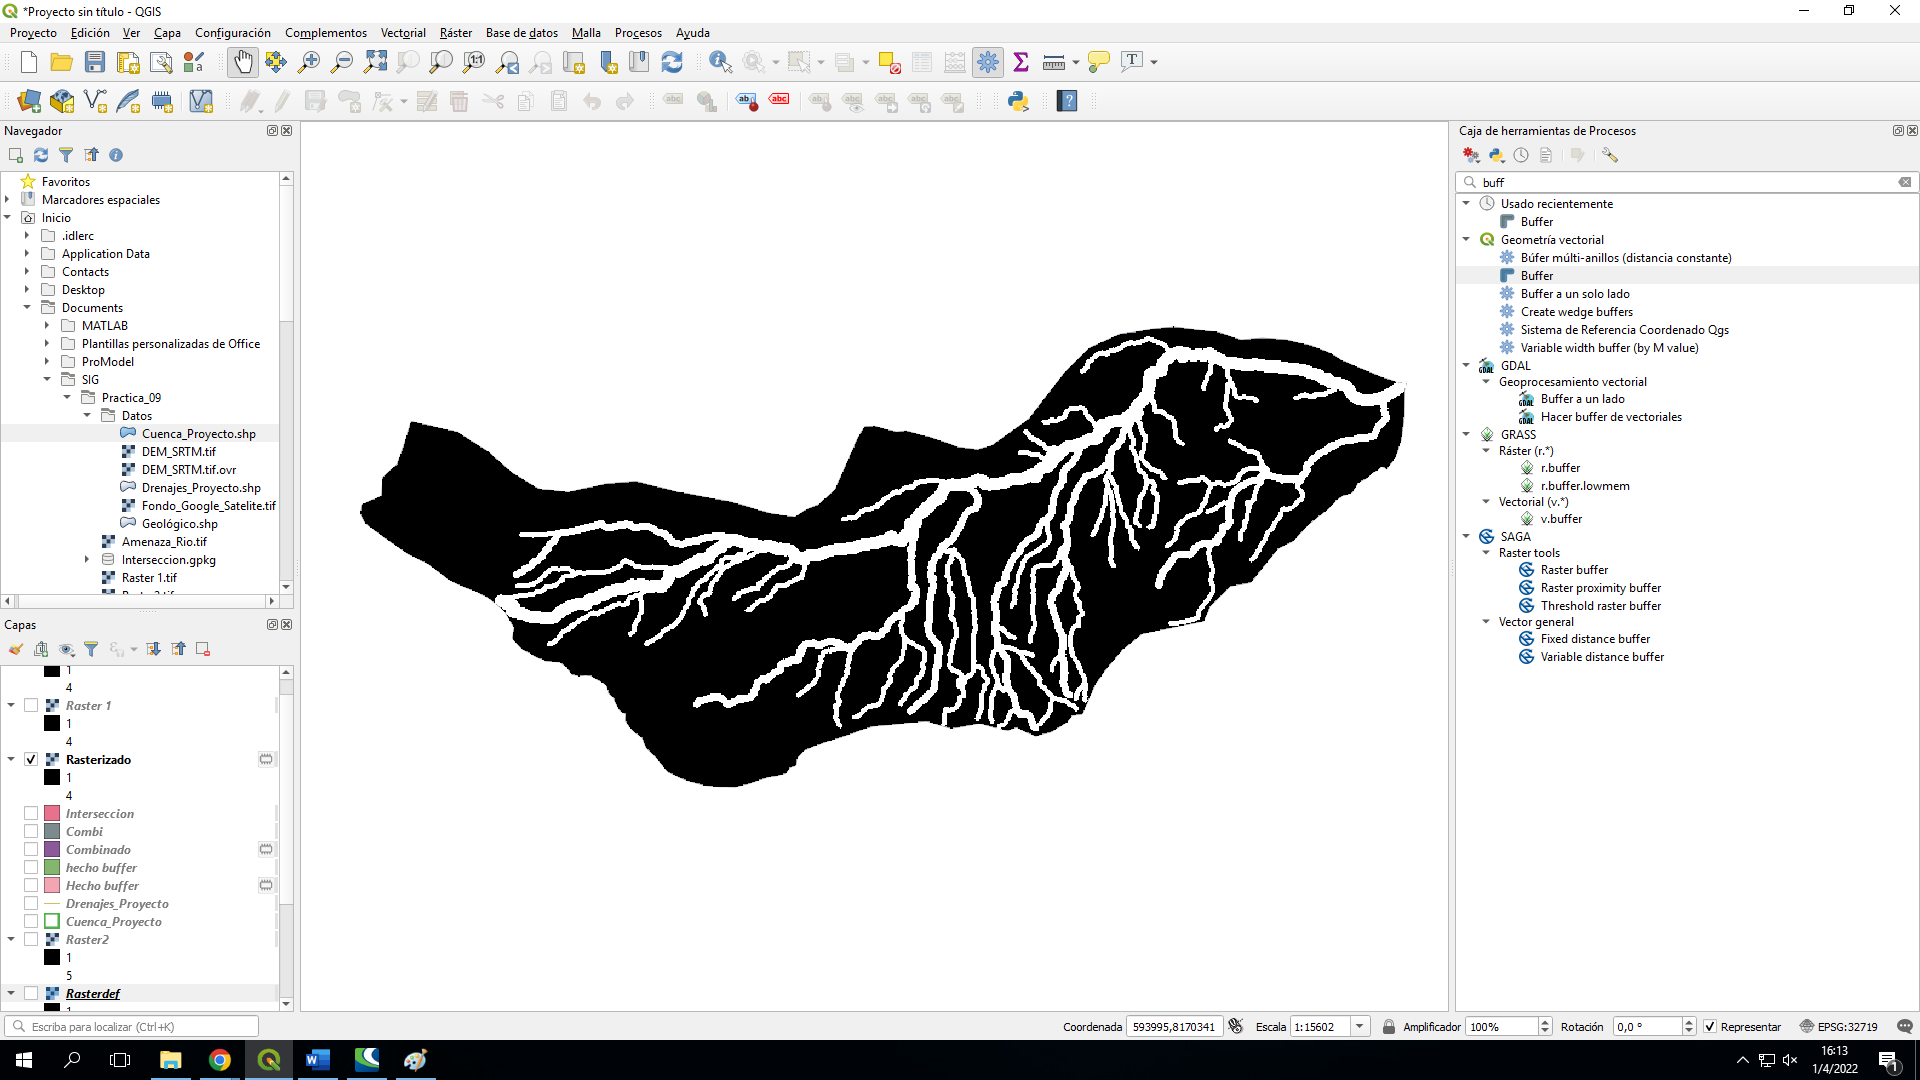 *Proyecto sin título - QGIS
Proyecto Edición Ver Capa Configuración Complementos Vectorial Ráster Base de datos Malla Procesos Ayuda
Navegador
Favoritos
Marcadores espaciales
Inicio
.idlerc
Application Data
Contacts
Desktop
Documents
MATLAB
Plantillas personalizadas de Office
ProModel
SIG
Practica_09
Datos
Cuenca_Proyecto.shp
DEM_SRTM.tif
DEM_SRTM.tif.ovr
Drenajes_Proyecto.shp
Fondo_Google_Satelite.tif
Geológico.shp
Amenaza_Rio.tif
Interseccion.gpkg
Raster 1.tif
Capas
1
4
Raster 1
1
4
Rasterizado
1
4
Interseccion
Combi
Combinado
hecho buffer
Hecho buffer
Drenajes_Proyecto
Cuenca_Proyecto
Raster2
1
5
Rasterdef
1
Caja de herramientas de Procesos
buff
Usado recientemente
Buffer
Geometría vectorial
Búfer múlti-anillos (distancia constante)
Buffer
Buffer a un solo lado
Create wedge buffers
Sistema de Referencia Coordenado Qgs
Variable width buffer (by M value)
GDAL
Geoprocesamiento vectorial
Buffer a un lado
Hacer buffer de vectoriales
GRASS
Ráster (r.*)
r.buffer
r.buffer.lowmem
Vectorial (v.*)
v.buffer
SAGA
Raster tools
Raster buffer
Raster proximity buffer
Threshold raster buffer
Vector general
Fixed distance buffer
Variable distance buffer
Escriba para localizar (Ctrl+K)
Coordenada 593995,8170341 Escala 1:15602 Amplificador 100% Rotación 0,0 ° Representar EPSG:32719
16:13
1/4/2022
1